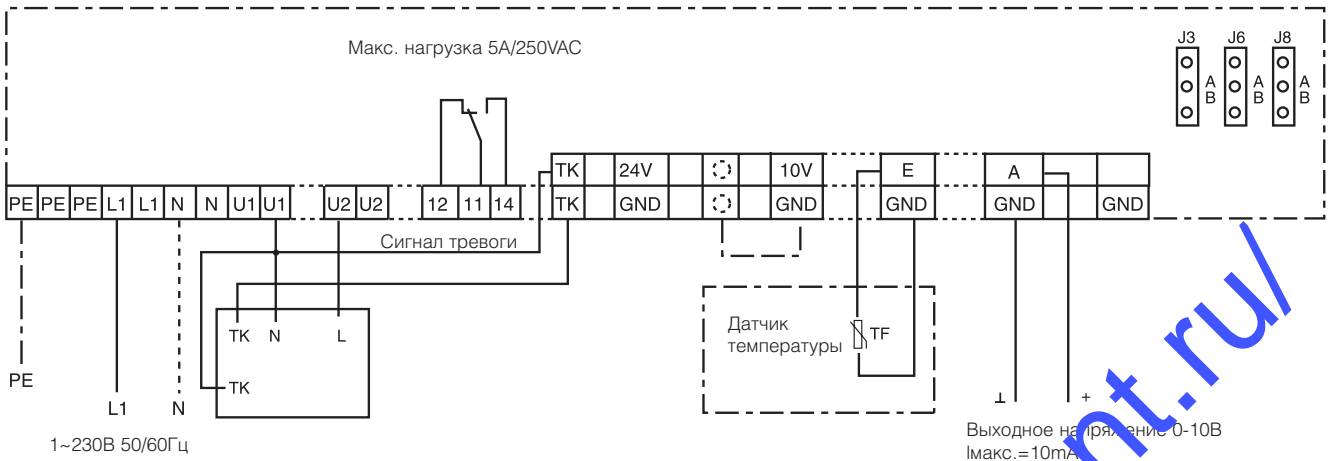 Макс. нагрузка 5А/250VAC
J3 J6 J8
A A A
B B B
TK 24V 10V E A
PE PE PE L1 L1 N N U1 U1 U2 U2 12 11 14 TK GND GND GND GND GND
Сигнал тревоги
TK N L
TK
Датчик
температуры
TF
PE
L1 N
1~230В 50/60Гц
⊥ +
Выходное напряжение 0-10В
Iмакс.=10mA
nt.ru/